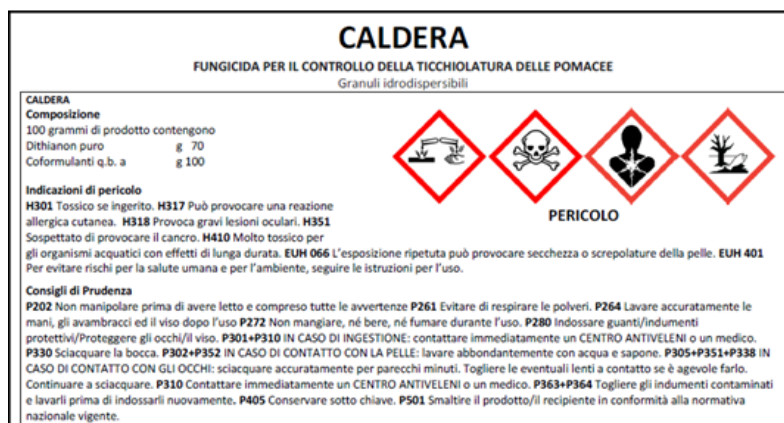 CALDERA
FUNGICIDA PER IL CONTROLLO DELLA TICCHIOLATURA DELLE POMACEE
Granuli idrodispersibili
CALDERA
Composizione
100 grammi di prodotto contengono
Dithianon puro g 70
Coformulanti q.b. a g 100
Indicazioni di pericolo
H301 Tossico se ingerito. H317 Può provocare una reazione
allergica cutanea. H318 Provoca gravi lesioni oculari. H351
Sospettato di provocare il cancro. H410 Molto tossico per
gli organismi acquatici con effetti di lunga durata. EUH 066 L'esposizione ripetuta può provocare secchezza o screpolature della pelle. EUH 401
Per evitare rischi per la salute umana e per l'ambiente, seguire le istruzioni per l'uso.
PERICOLO
Consigli di Prudenza
P202 Non manipolare prima di avere letto e compreso tutte le avvertenze P261 Evitare di respirare le polveri. P264 Lavare accuratamente le
mani, gli avambracci ed il viso dopo l'uso P272 Non mangiare, né bere, né fumare durante l'uso. P280 Indossare guanti/indumenti
protettivi/Proteggere gli occhi/il viso. P301+P310 IN CASO DI INGESTIONE: contattare immediatamente un CENTRO ANTIVELENI o un medico.
P330 Sciacquare la bocca. P302+P352 IN CASO DI CONTATTO CON LA PELLE: lavare abbondantemente con acqua e sapone. P305+P351+P338 IN
CASO DI CONTATTO CON GLI OCCHI: sciacquare accuratamente per parecchi minuti. Togliere le eventuali lenti a contatto se è agevole farlo.
Continuare a sciacquare. P310 Contattare immediatamente un CENTRO ANTIVELENI o un medico. P363+P364 Togliere gli indumenti contaminati
e lavarli prima di indossarli nuovamente. P405 Conservare sotto chiave. P501 Smaltire il prodotto/il recipiente in conformità alla normativa
nazionale vigente.